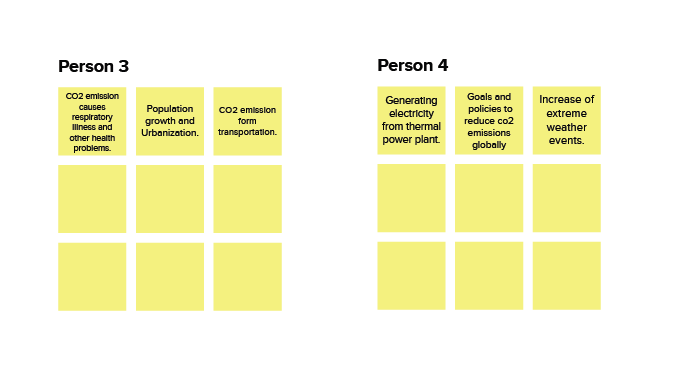 Person 3
CO2 emission
causes
respiratory
illness and
other health
problems.
Population
growth and
Urbanization.
CO2 emission
form
transportation.
Person 4
Generating
electricity
from thermal
power plant.
Goals and
policies to
reduce co2
emissions
globally
Increase of
extreme
weather
events.